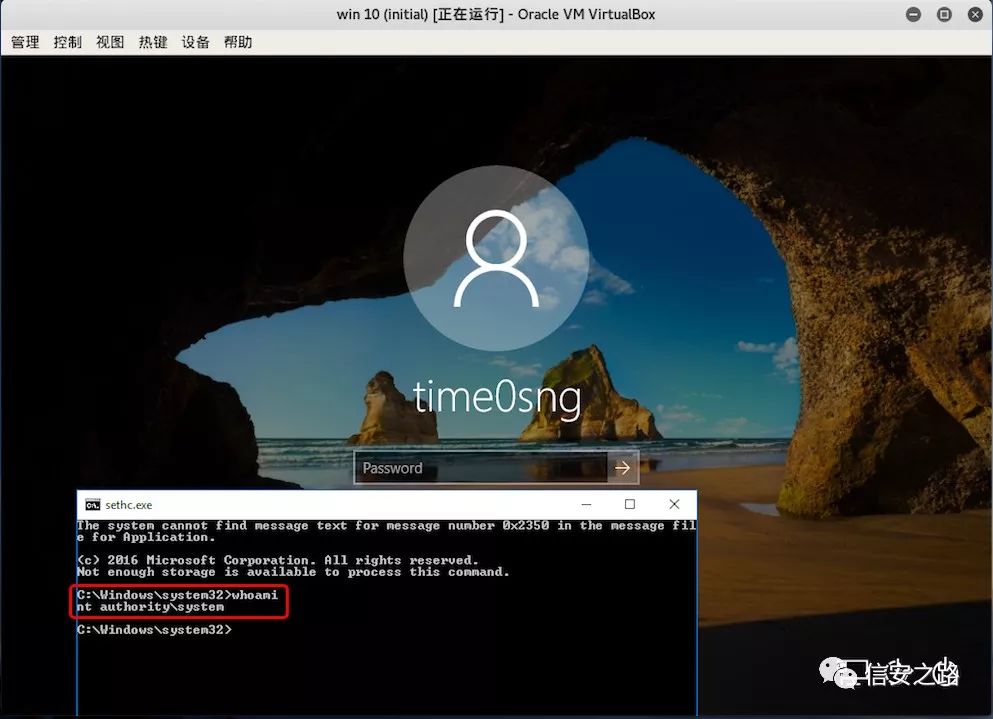 win 10 (initial) [正在运行] - Oracle VM VirtualBox
管理 控制 视图 热键 设备 帮助
time0sng
Password
sethc.exe
The system cannot find message text for message number 0x2350 in the message fil
e for Application.
(c) 2016 Microsoft Corporation. All rights reserved.
Not enough storage is available to process this command.
C:\Windows\system32>whoami
nt authority\system
C:\Windows\system32>
信安之路